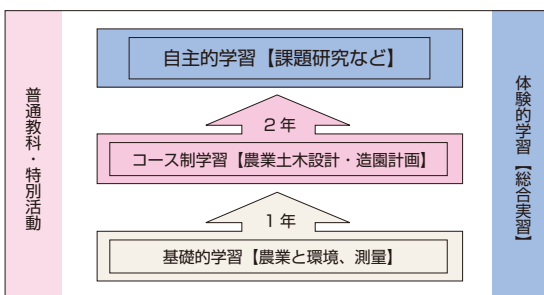 普通教科・特別活動
自主的学習【課題研究など】
2年
コース制学習【農業土木設計・造園計画】
1年
基礎的学習【農業と環境、測量】
体験的学習【総合実習】